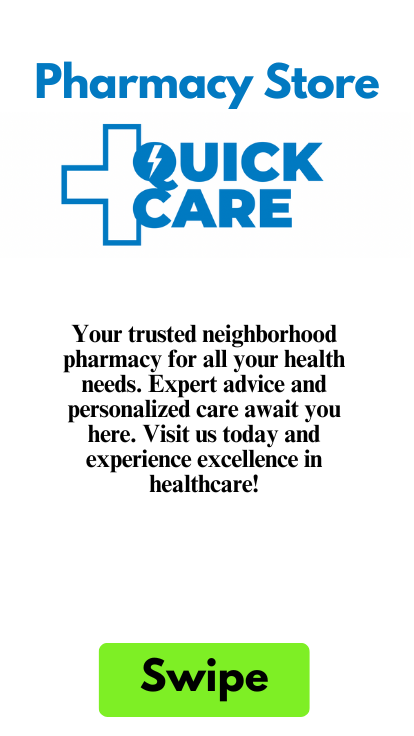 Pharmacy Store
QUICK
CARE
Your trusted neighborhood
pharmacy for all your health
needs. Expert advice and
personalized care await you
here. Visit us today and
experience excellence in
healthcare!
Swipe